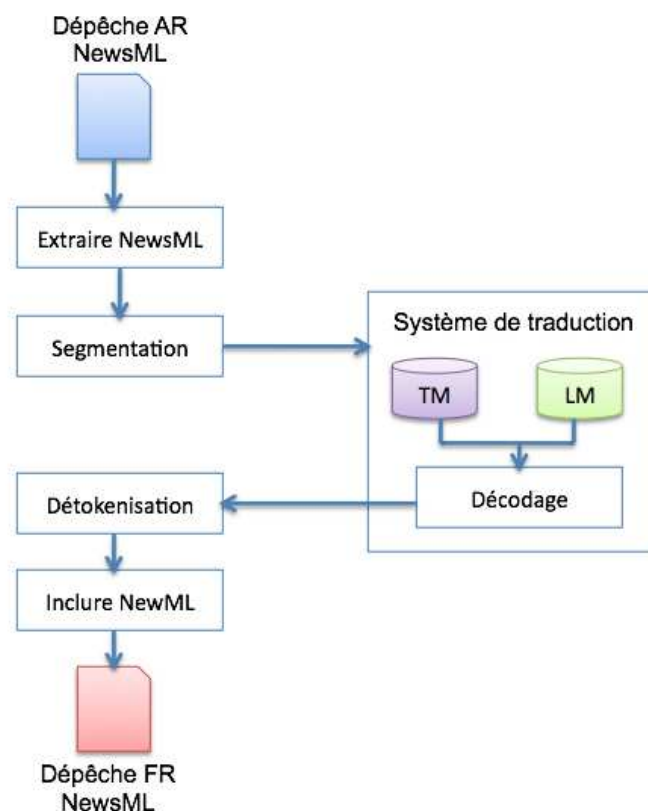 Dépêche AR
NewsML
Extraire NewsML
Segmentation
Système de traduction
TM
LM
Décodage
Détokenisation
Inclure NewML
Dépêche FR
NewsML